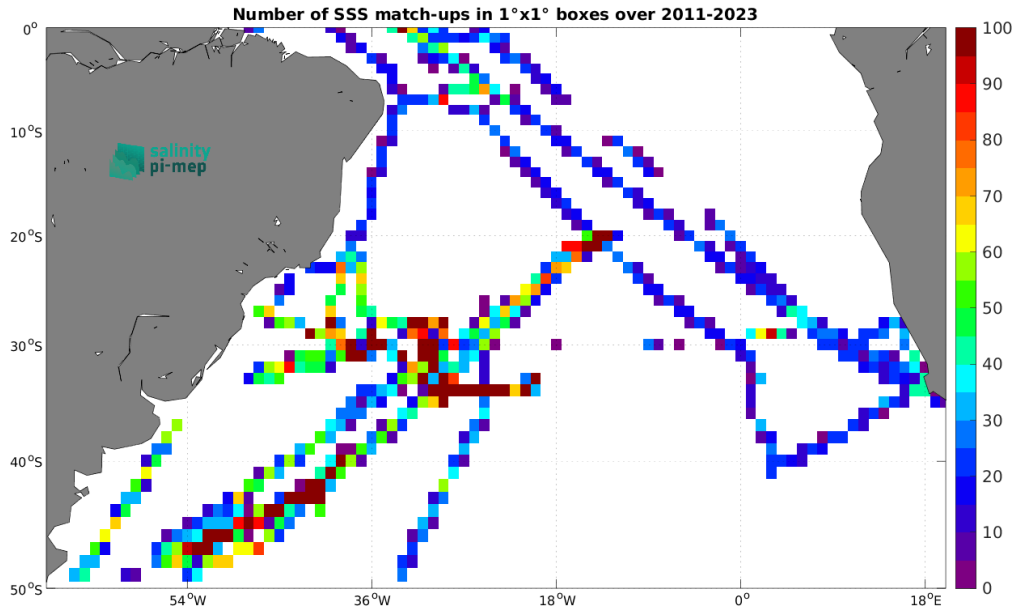 Number of SSS match-ups in 1°x1° boxes over 2011-2023
0°
10°S
20°S
30°S
40°S
50°S
54°W
36°W
18°W
0°
18°E
salinity
pi-mep
100
90
80
70
60
50
40
30
20
10
0